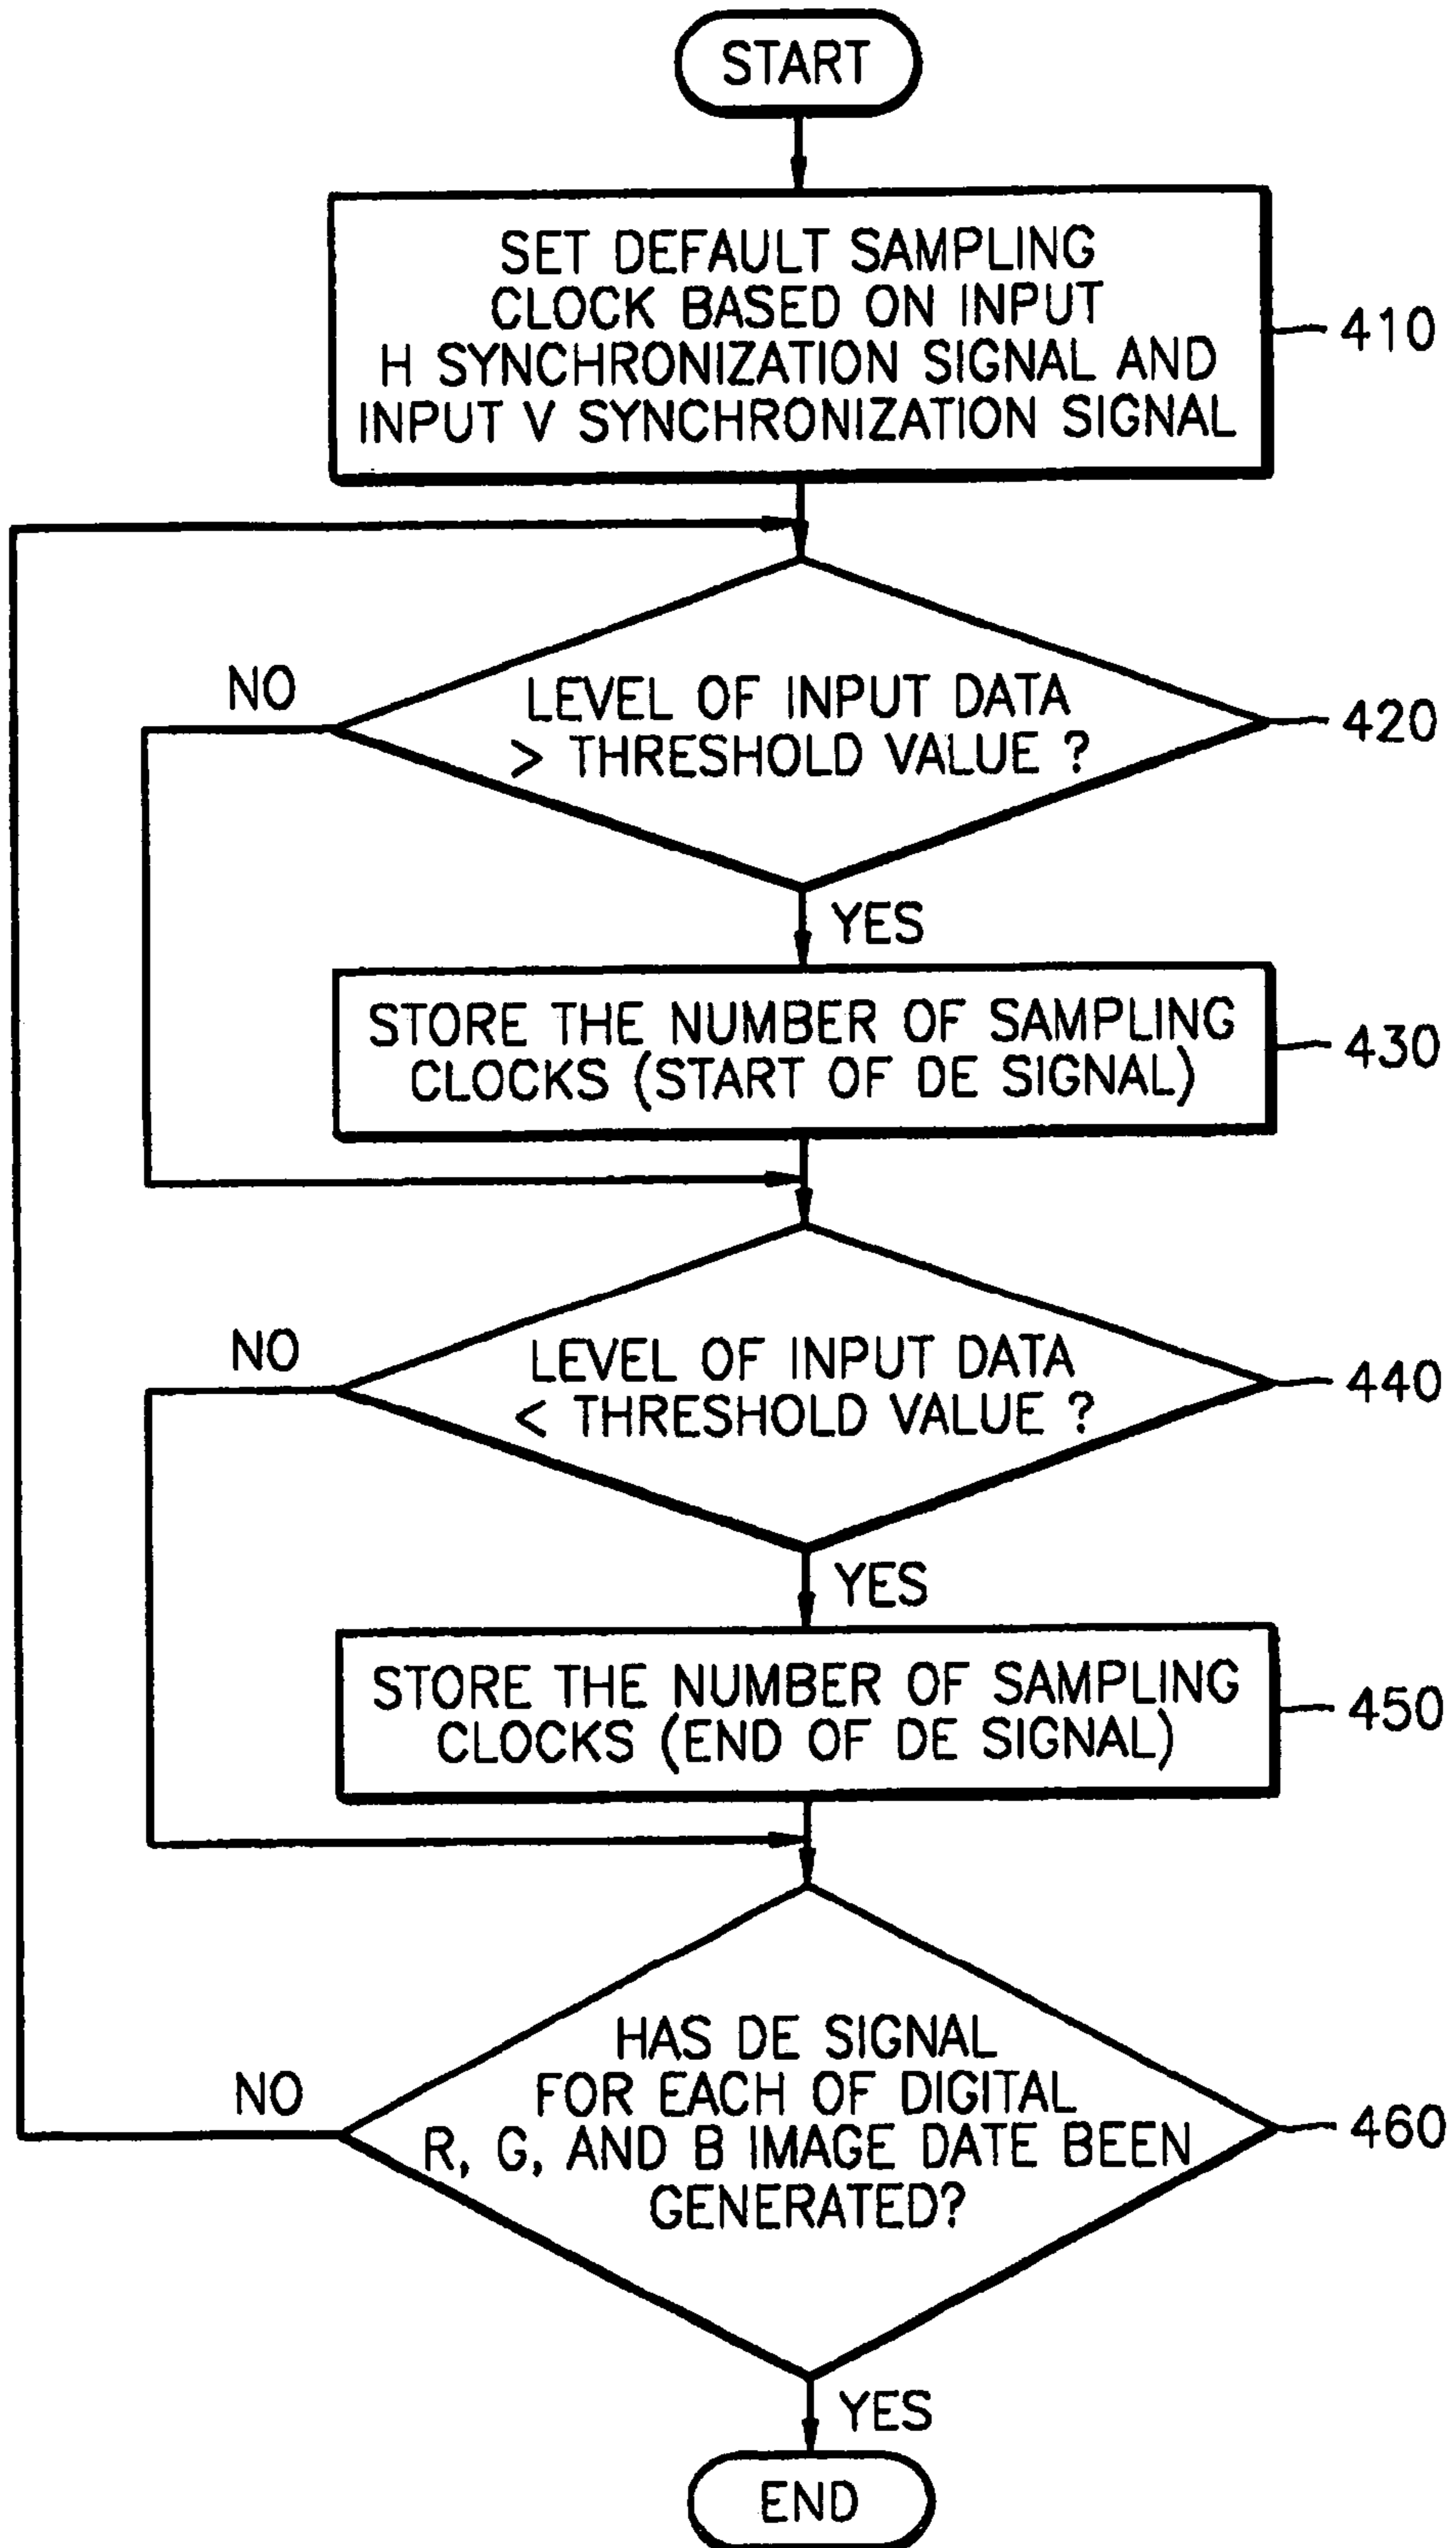 START
SET DEFAULT SAMPLING
CLOCK BASED ON INPUT
H SYNCHRONIZATION SIGNAL AND
INPUT V SYNCHRONIZATION SIGNAL
410
NO
LEVEL OF INPUT DATA
> THRESHOLD VALUE ?
420
YES
STORE THE NUMBER OF SAMPLING
CLOCKS (START OF DE SIGNAL)
430
NO
LEVEL OF INPUT DATA
< THRESHOLD VALUE ?
440
YES
STORE THE NUMBER OF SAMPLING
CLOCKS (END OF DE SIGNAL)
450
NO
HAS DE SIGNAL
FOR EACH OF DIGITAL
R, G, AND B IMAGE DATE BEEN
GENERATED?
460
YES
END